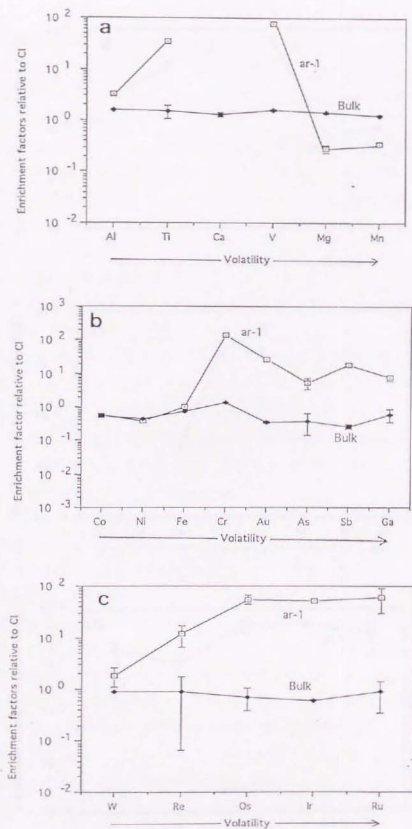 a
Enrichment factors relative to CI
10 2
10 1
10 0
10 -1
10 -2
ar-1
Bulk
Al Ti Ca V Mg Mn
Volatility
b
Enrichment factor relative to CI
10 3
10 2
10 1
10 0
10 -1
10 -2
10 -3
ar-1
Bulk
Co Ni Fe Cr Au As Sb Ga
Volatility
c
Enrichment factors relative to CI
10 2
10 1
10 0
10 -1
10 -2
ar-1
Bulk
W Re Os Ir Ru
Volatility